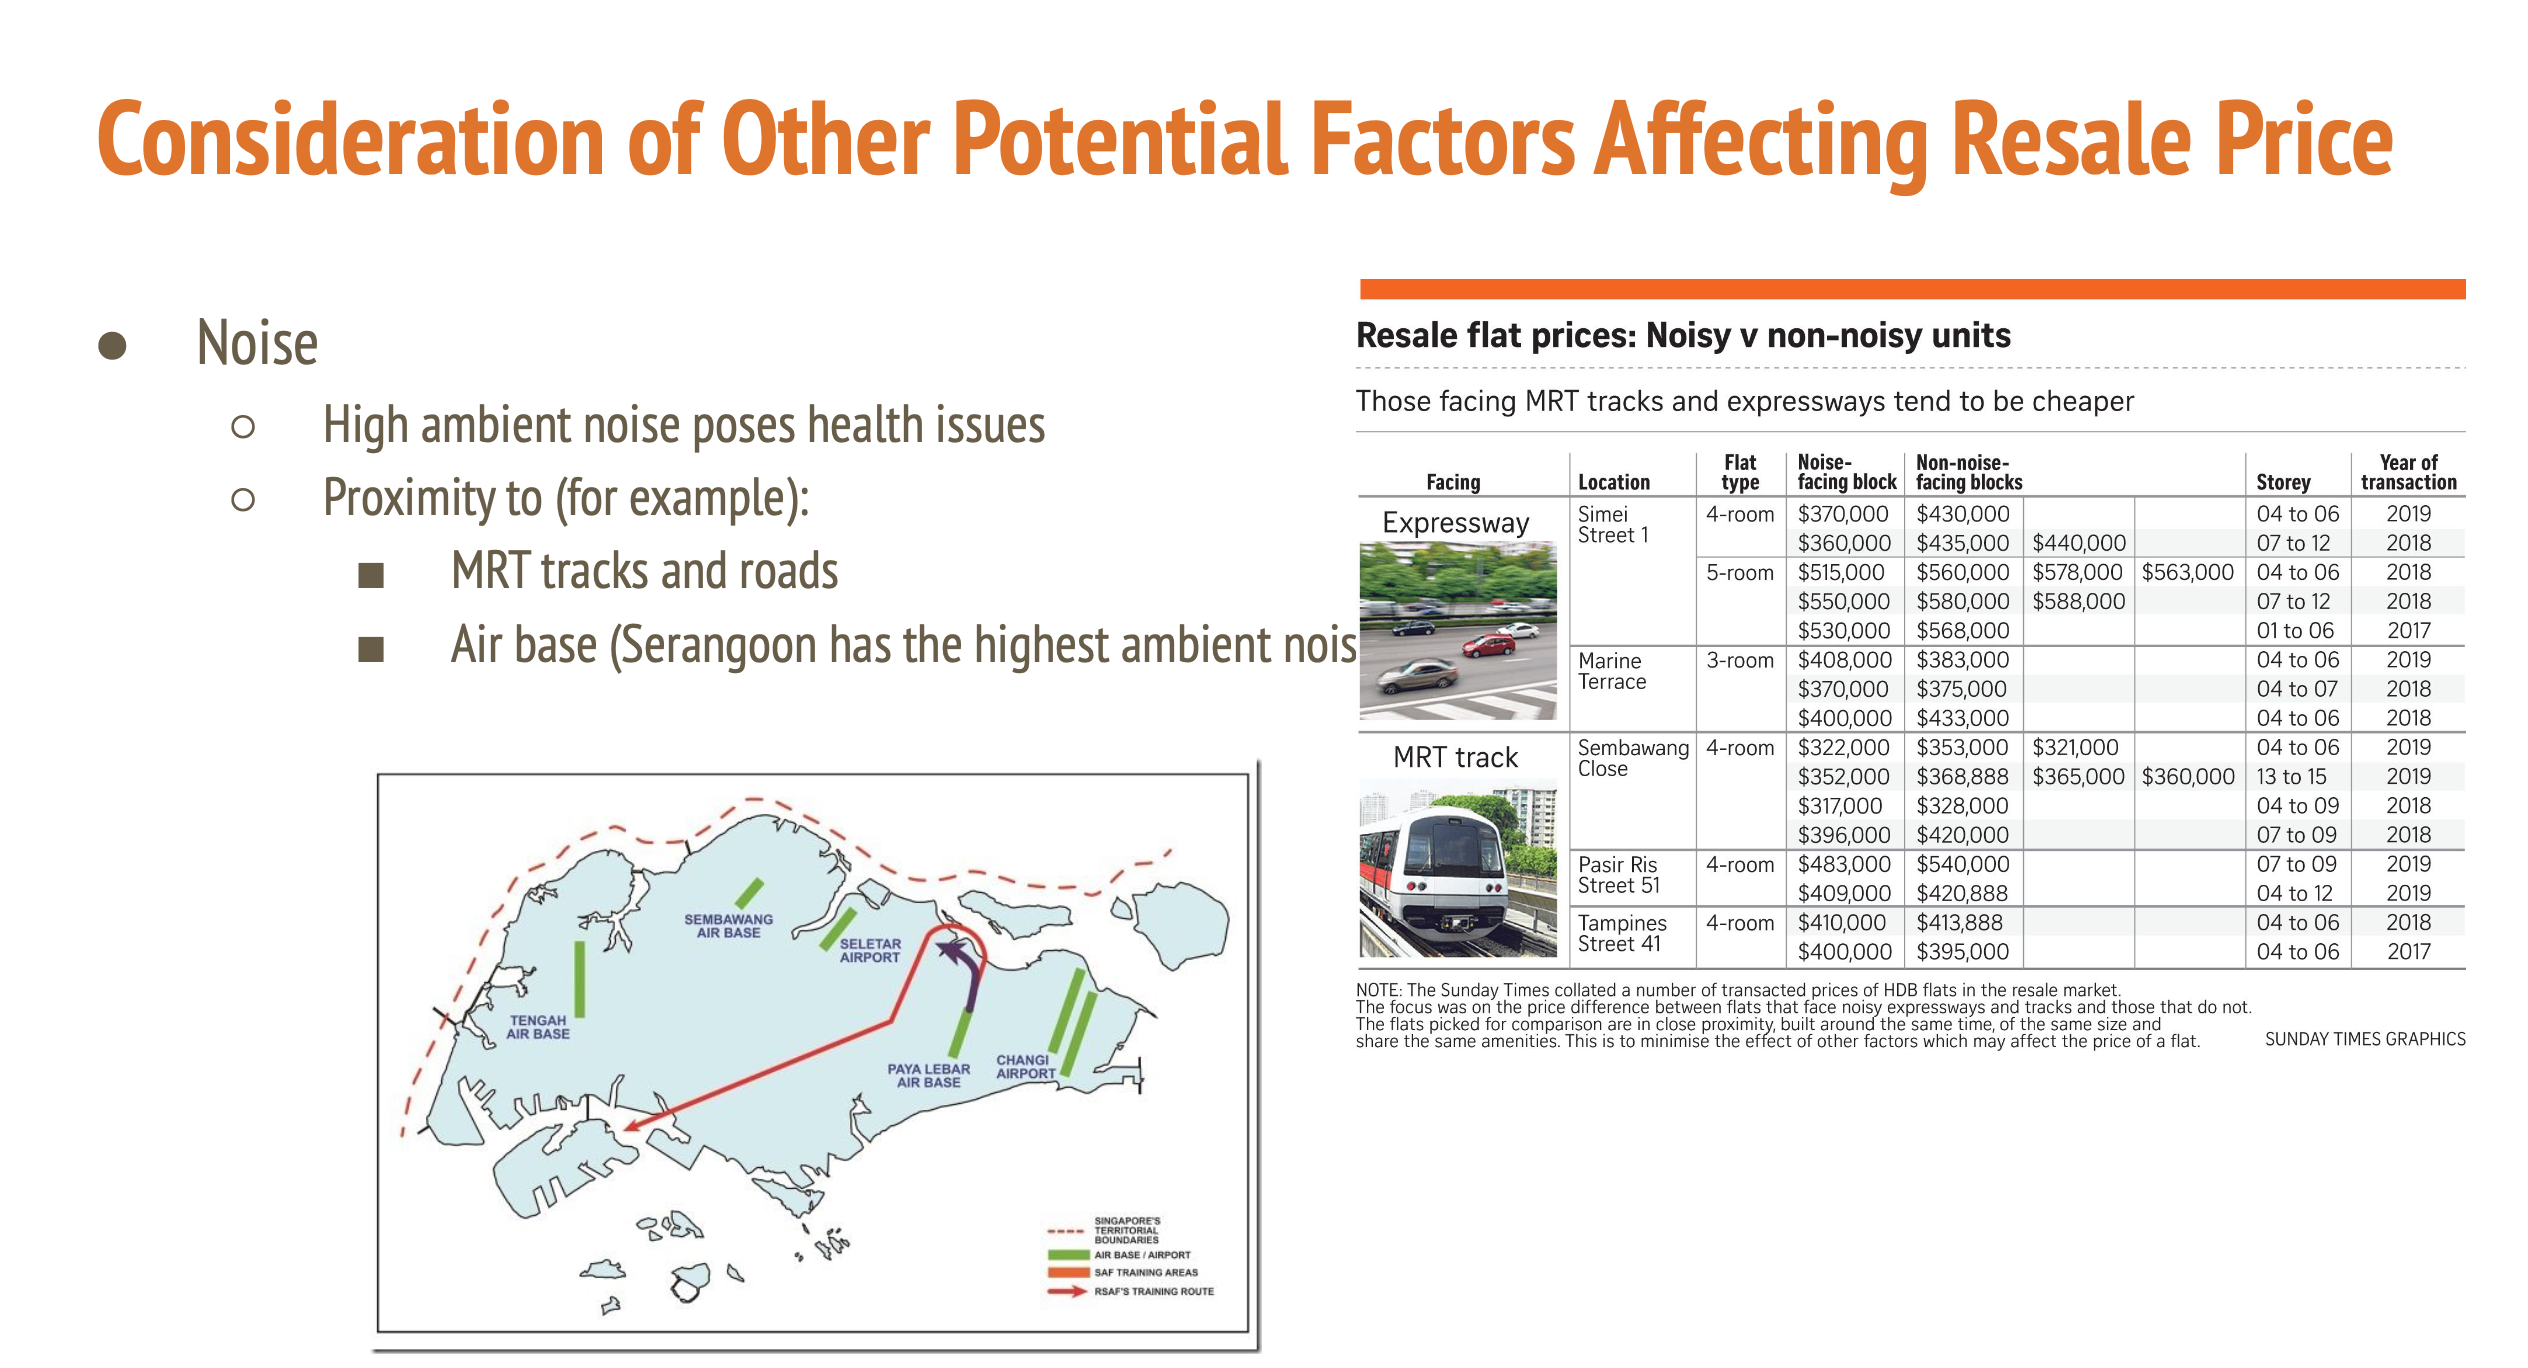 Consideration of Other Potential Factors Affecting Resale Price
● Noise
○ High ambient noise poses health issues
○ Proximity to (for example):
■ MRT tracks and roads
■ Air base (Serangoon has the highest ambient nois
SEMBAWANG
AIR BASE
SELETAR
AIRPORT
TENGAH
AIR BASE
PAYA LEBAR
AIR BASE
CHANGI
AIRPORT
SINGAPORE'S
TERRITORIAL
BOUNDARIES
AIR BASE / AIRPORT
SAF TRAINING AREAS
RSAF'S TRAINING ROUTE
Resale flat prices: Noisy v non-noisy units
Those facing MRT tracks and expressways tend to be cheaper
Facing Location Flat type Noise-facing block Non-noise-facing blocks Storey Year of transaction
Expressway Simei Street 1 4-room $370,000 $430,000 04 to 06 2019
$360,000 $435,000 $440,000 07 to 12 2018
5-room $515,000 $560,000 $578,000 $563,000 04 to 06 2018
$550,000 $580,000 $588,000 07 to 12 2018
$530,000 $568,000 01 to 06 2017
Marine Terrace 3-room $408,000 $383,000 04 to 06 2019
$370,000 $375,000 04 to 07 2018
$400,000 $433,000 04 to 06 2018
MRT track Sembawang Close 4-room $322,000 $353,000 $321,000 04 to 06 2019
$352,000 $368,888 $365,000 $360,000 13 to 15 2019
$317,000 $328,000 04 to 09 2018
$396,000 $420,000 07 to 09 2018
Pasir Ris Street 51 4-room $483,000 $540,000 07 to 09 2019
$409,000 $420,888 04 to 12 2019
Tampines Street 41 4-room $410,000 $413,888 04 to 06 2018
$400,000 $395,000 04 to 06 2017
NOTE: The Sunday Times collated a number of transacted prices of HDB flats in the resale market.
The focus was on the price difference between flats that face noisy expressways and tracks and those that do not.
The flats picked for comparison are in close proximity, built around the same time, of the same size and
share the same amenities. This is to minimise the effect of other factors which may affect the price of a flat.
SUNDAY TIMES GRAPHICS